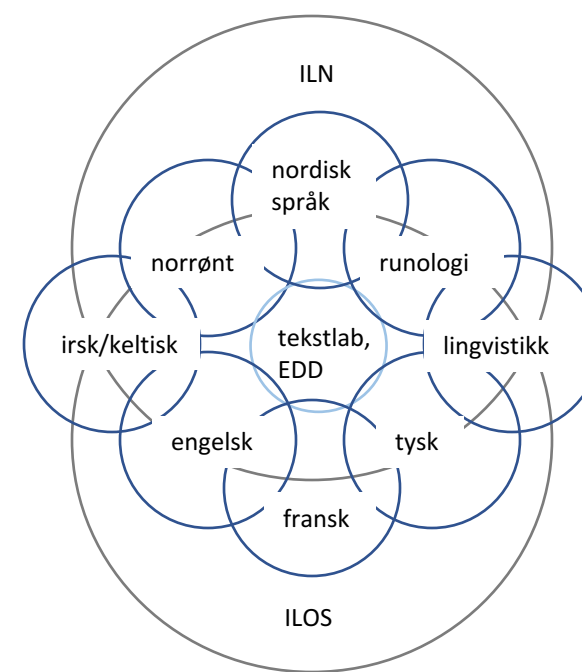 ILN
nordisk
språk
norrønt
runologi
irsk/keltisk
tekstlab,
EDD
lingvistikk
engelsk
tysk
fransk
ILOS